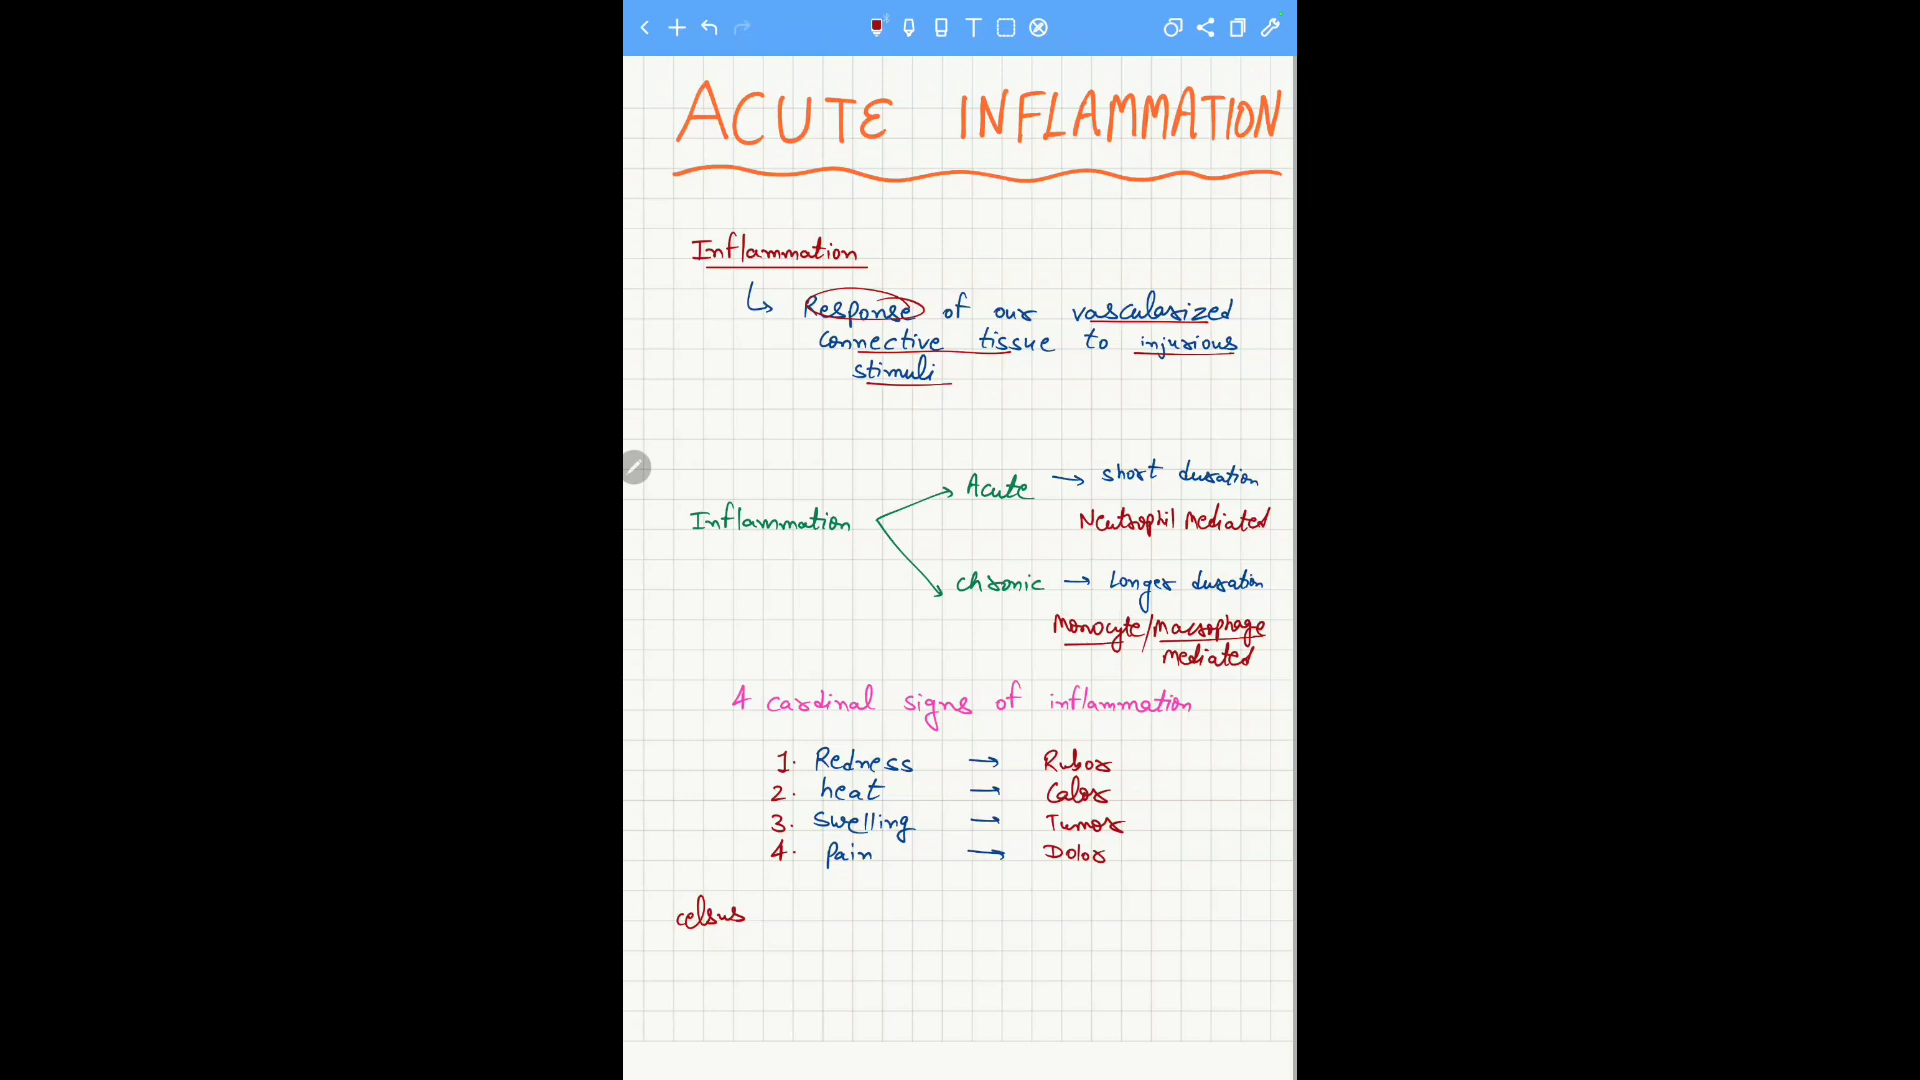 ACUTE INFLAMMATION
Inflammation
↳ Response of our vascularized
connective tissue to injurious
stimuli
Acute → short duration
Inflammation
Neutrophil Mediated
chronic → Longer duration
Monocyte/Macrophage
Mediated
4 cardinal signs of inflammation
1. Redness → Rubor
2. heat → Calor
3. Swelling → Tumor
4. Pain → Dolor
celsus